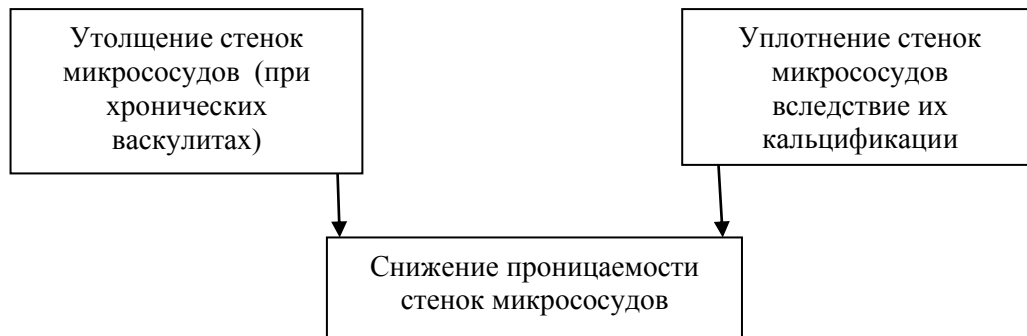 Утолщение стенок
микрососудов (при
хронических
васкулитах)
Уплотнение стенок
микрососудов
вследствие их
кальцификации
Снижение проницаемости
стенок микрососудов